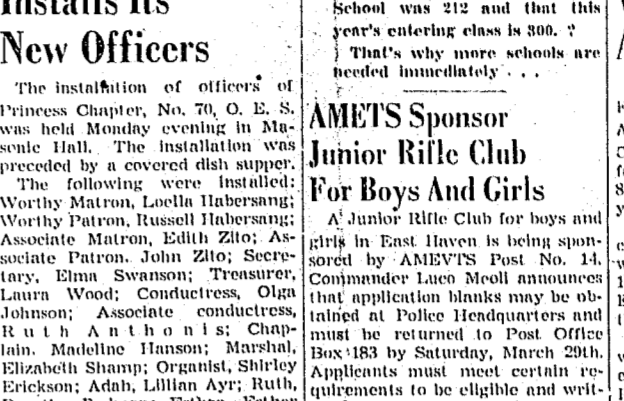 Installs Its
New Officers
The installation of officers of
Princess Chapter, No. 70, O. E. S.
was held Monday evening in Ma-
sonic Hall. The installation was
preceded by a covered dish supper.
The following were installed:
Worthy Matron, Loella Habersang;
Worthy Patron, Russell Habersang;
Associate Matron, Edith Zito; As-
sociate Patron, John Zito; Secre-
tary, Elma Swanson; Treasurer,
Laura Wood; Conductress, Olga
Johnson; Associate conductress,
Ruth Anthonis; Chap-
lain, Madeline Hanson; Marshal,
Elizabeth Shamp; Organist, Shirley
Erickson; Adah, Lillian Ayr; Ruth,
School was 212 and that this
year's entering class is 300. ?
That's why more schools are
needed immediately . . .
AMETS Sponsor
Junior Rifle Club
For Boys And Girls
A Junior Rifle Club for boys and
girls in East Haven is being spon-
sored by AMEVTS Post No. 14.
Commander Luco Meoli announces
that application blanks may be ob-
tained at Police Headquarters and
must be returned to Post Office
Box 183 by Saturday, March 29th.
Applicants must meet certain re-
quirements to be eligible and writ-